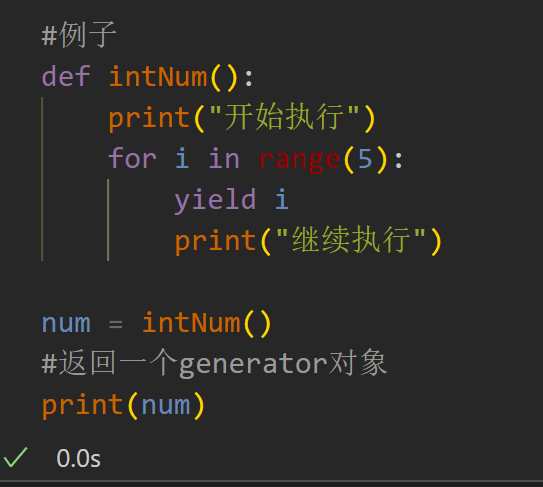 #例子
def intNum():
    print("开始执行")
    for i in range(5):
        yield i
        print("继续执行")
num = intNum()
#返回一个generator对象
print(num)
0.0s